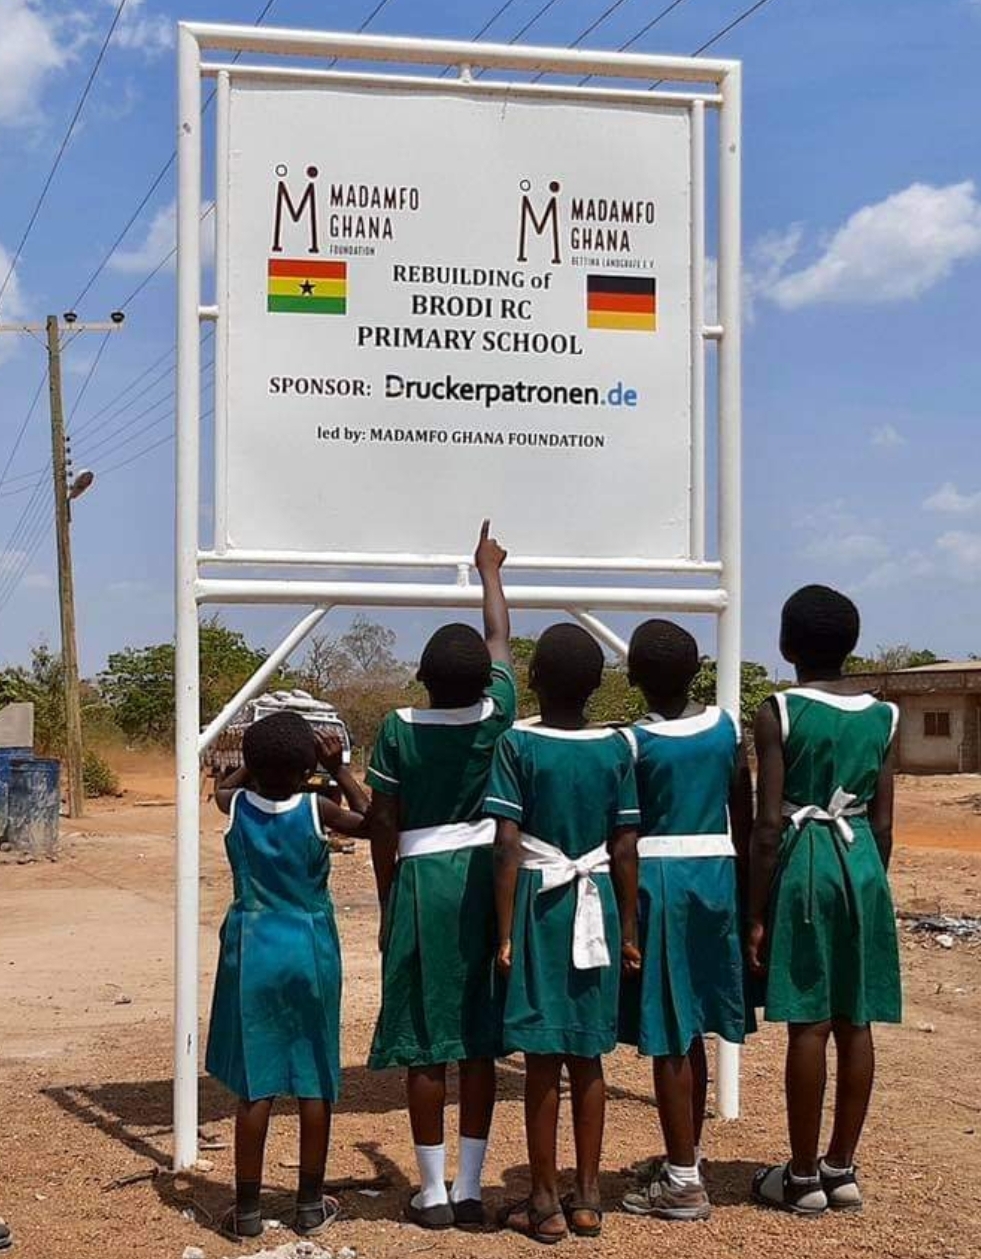 MADAMFO
GHANA
FOUNDATION
MADAMFO
GHANA
BETTINA LANDGRAFE E.V
REBUILDING of
BRODI RC
PRIMARY SCHOOL
SPONSOR: Druckerpatronen.de
led by: MADAMFO GHANA FOUNDATION